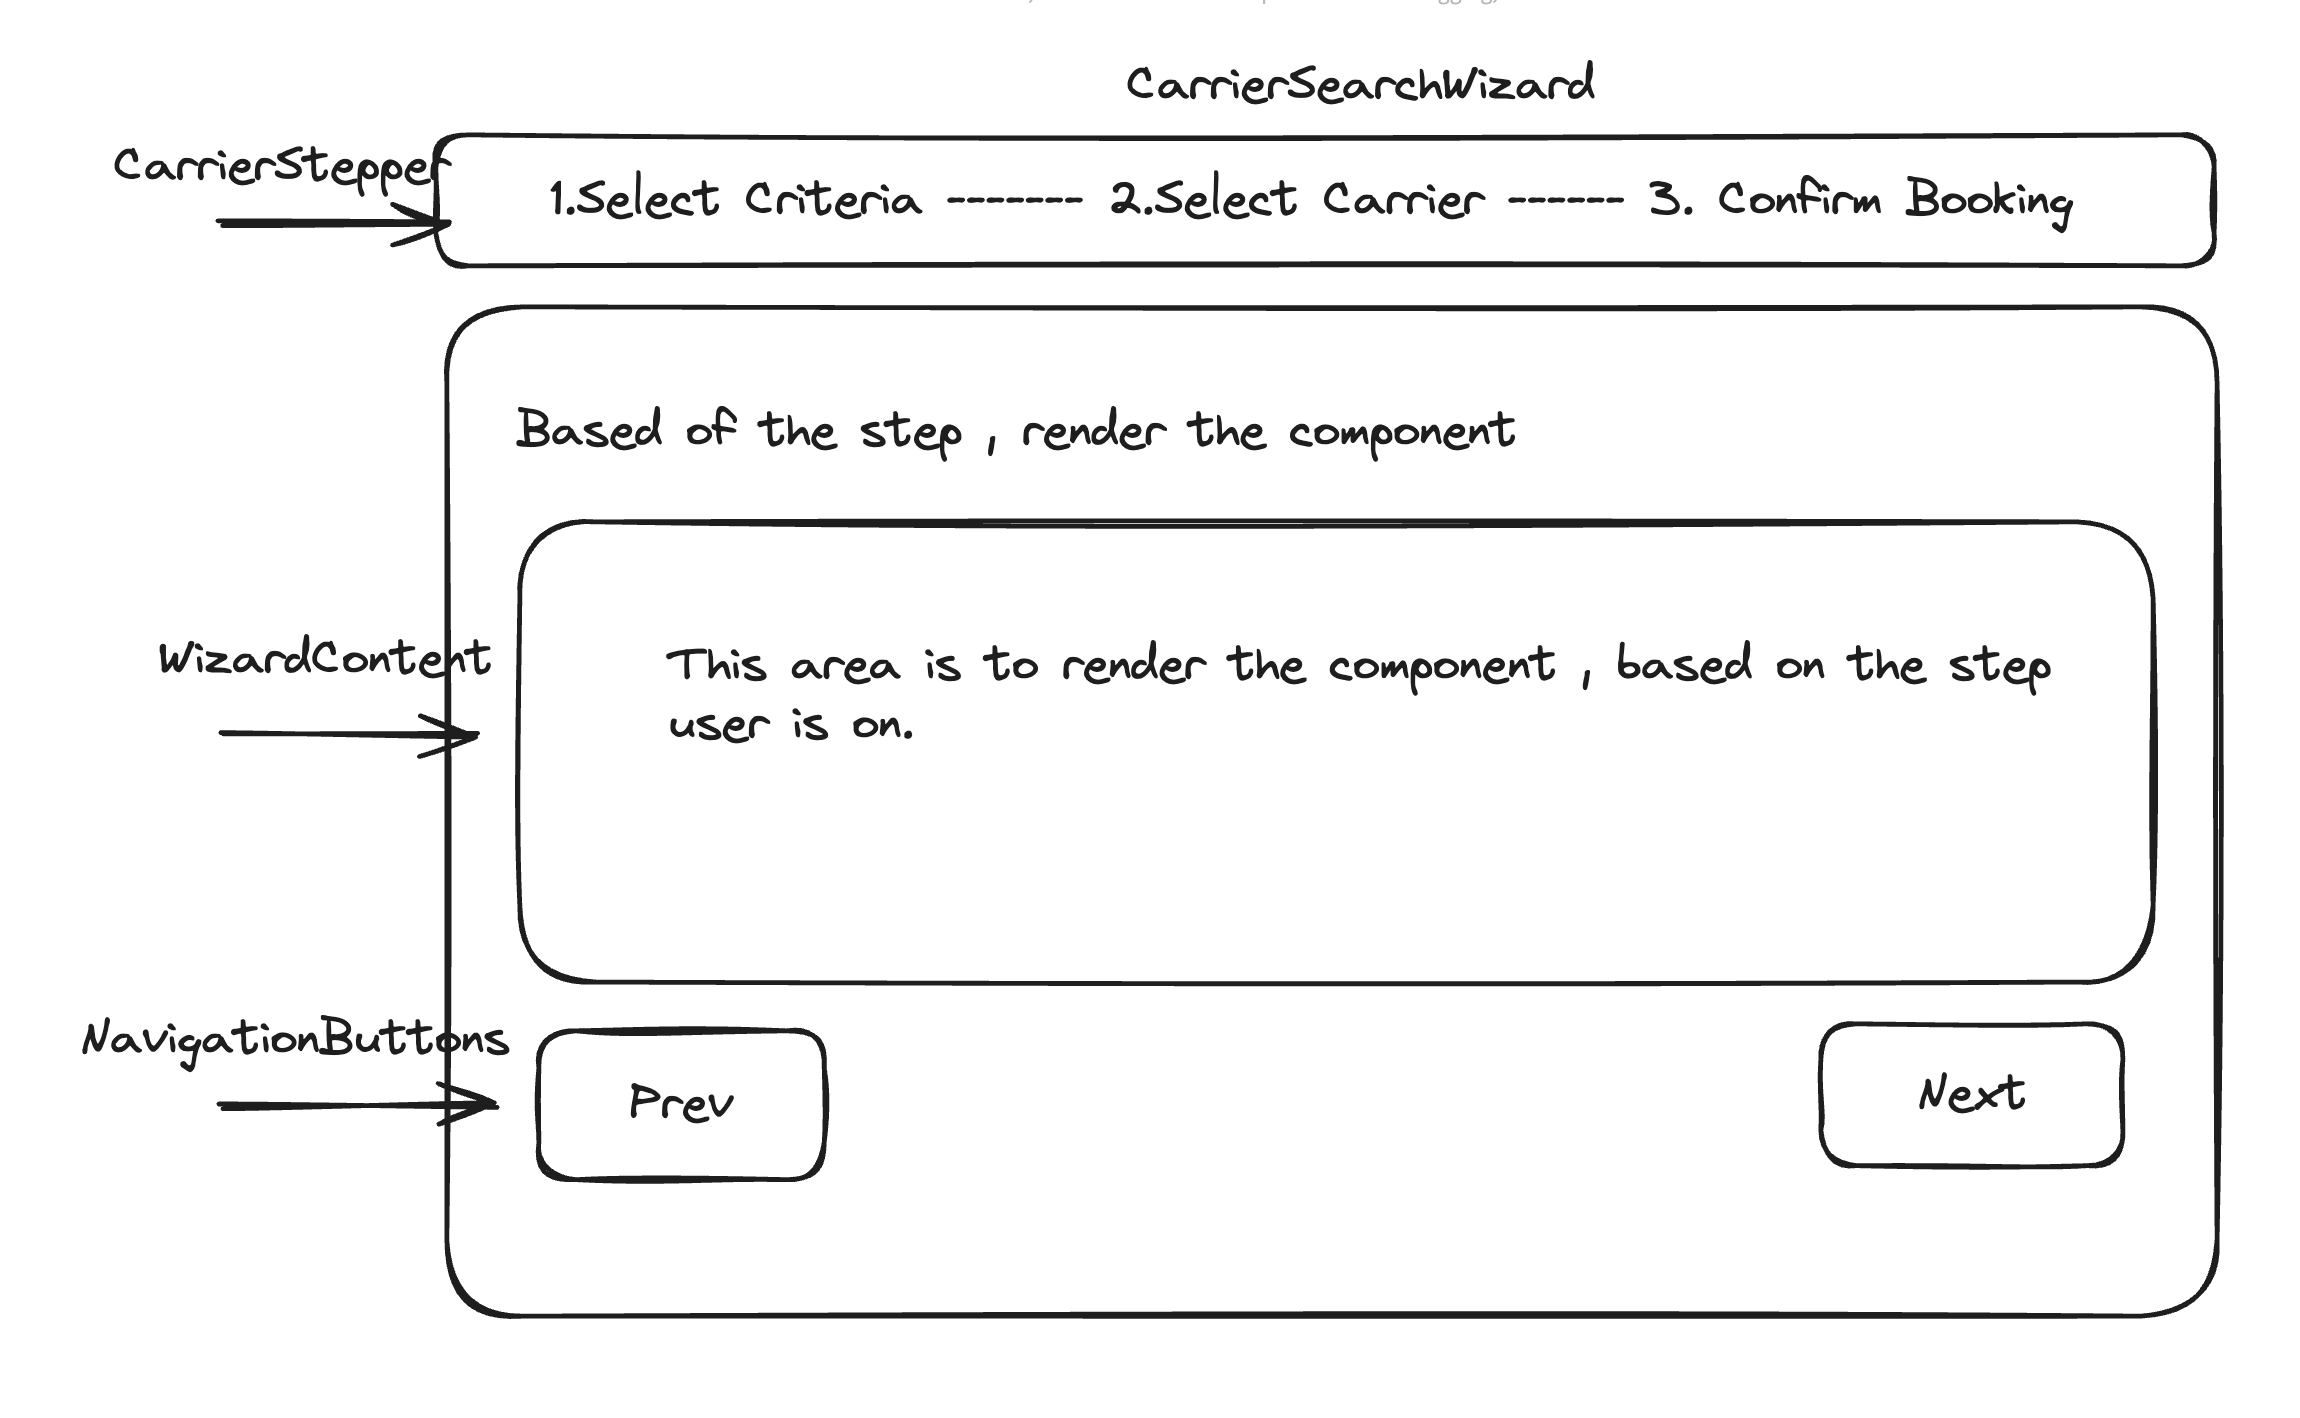 CarrierSearchWizard
CarrierStepper
1.Select Criteria ------- 2.Select Carrier ------ 3. Confirm Booking
Based of the step , render the component
WizardContent
This area is to render the component , based on the step
user is on.
NavigationButtons
Prev
Next